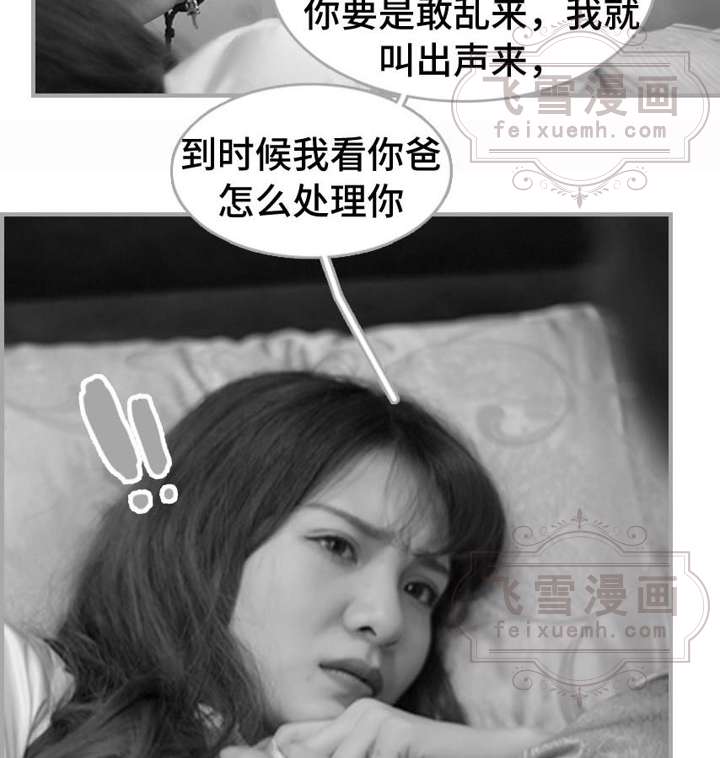 你要是敢乱来，我就
叫出声来，
飞雪漫画
feixuemh.com
到时候我看你爸
怎么处理你
飞雪漫画
feixuemh.com